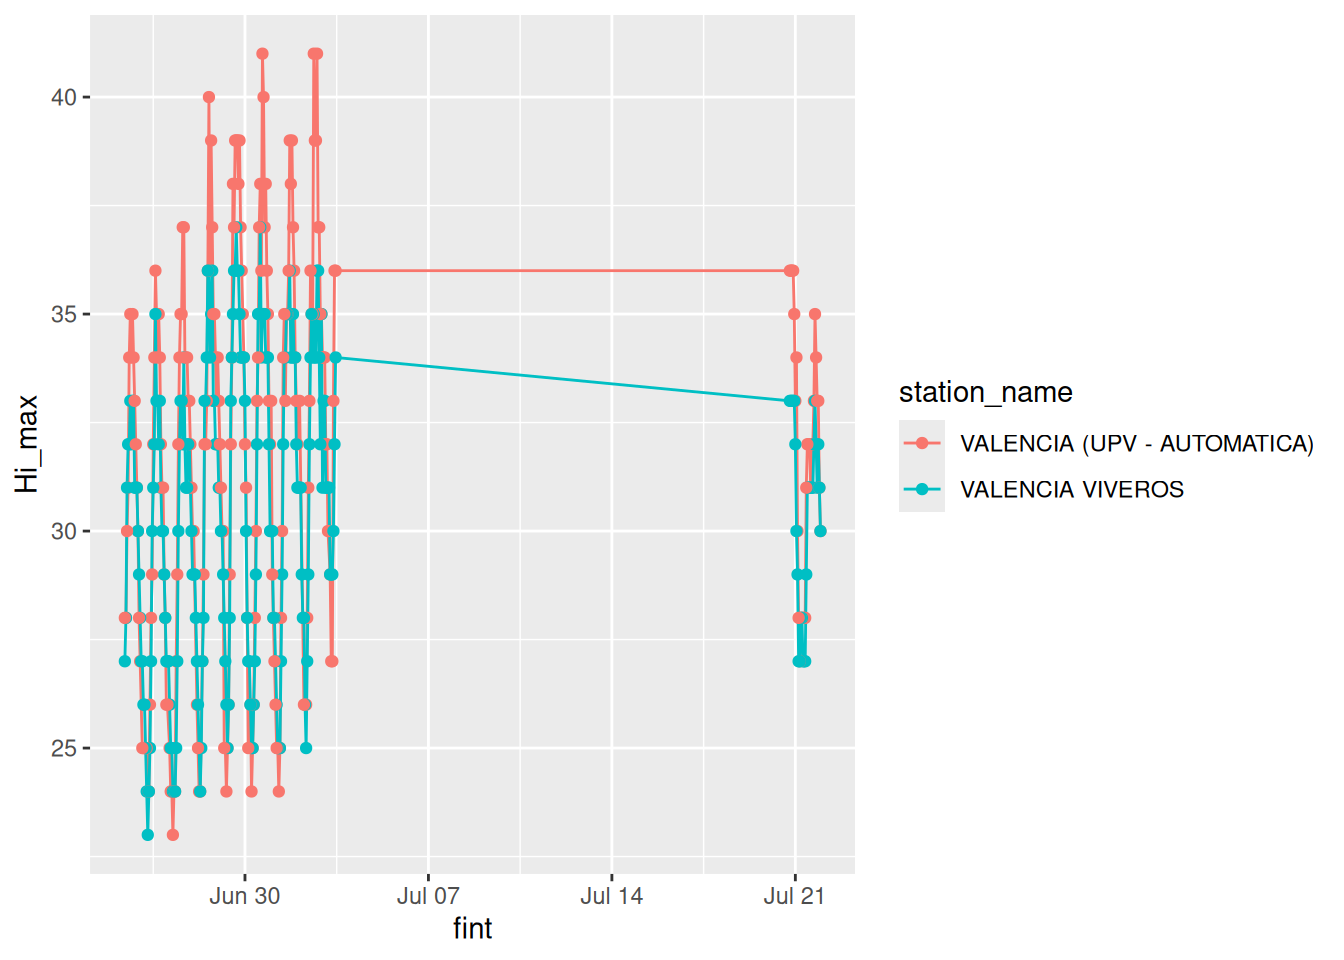 40
35
30
25
Hi_max
Jun 30
Jul 07
Jul 14
Jul 21
fint
station_name
VALENCIA (UPV - AUTOMATICA)
VALENCIA VIVEROS